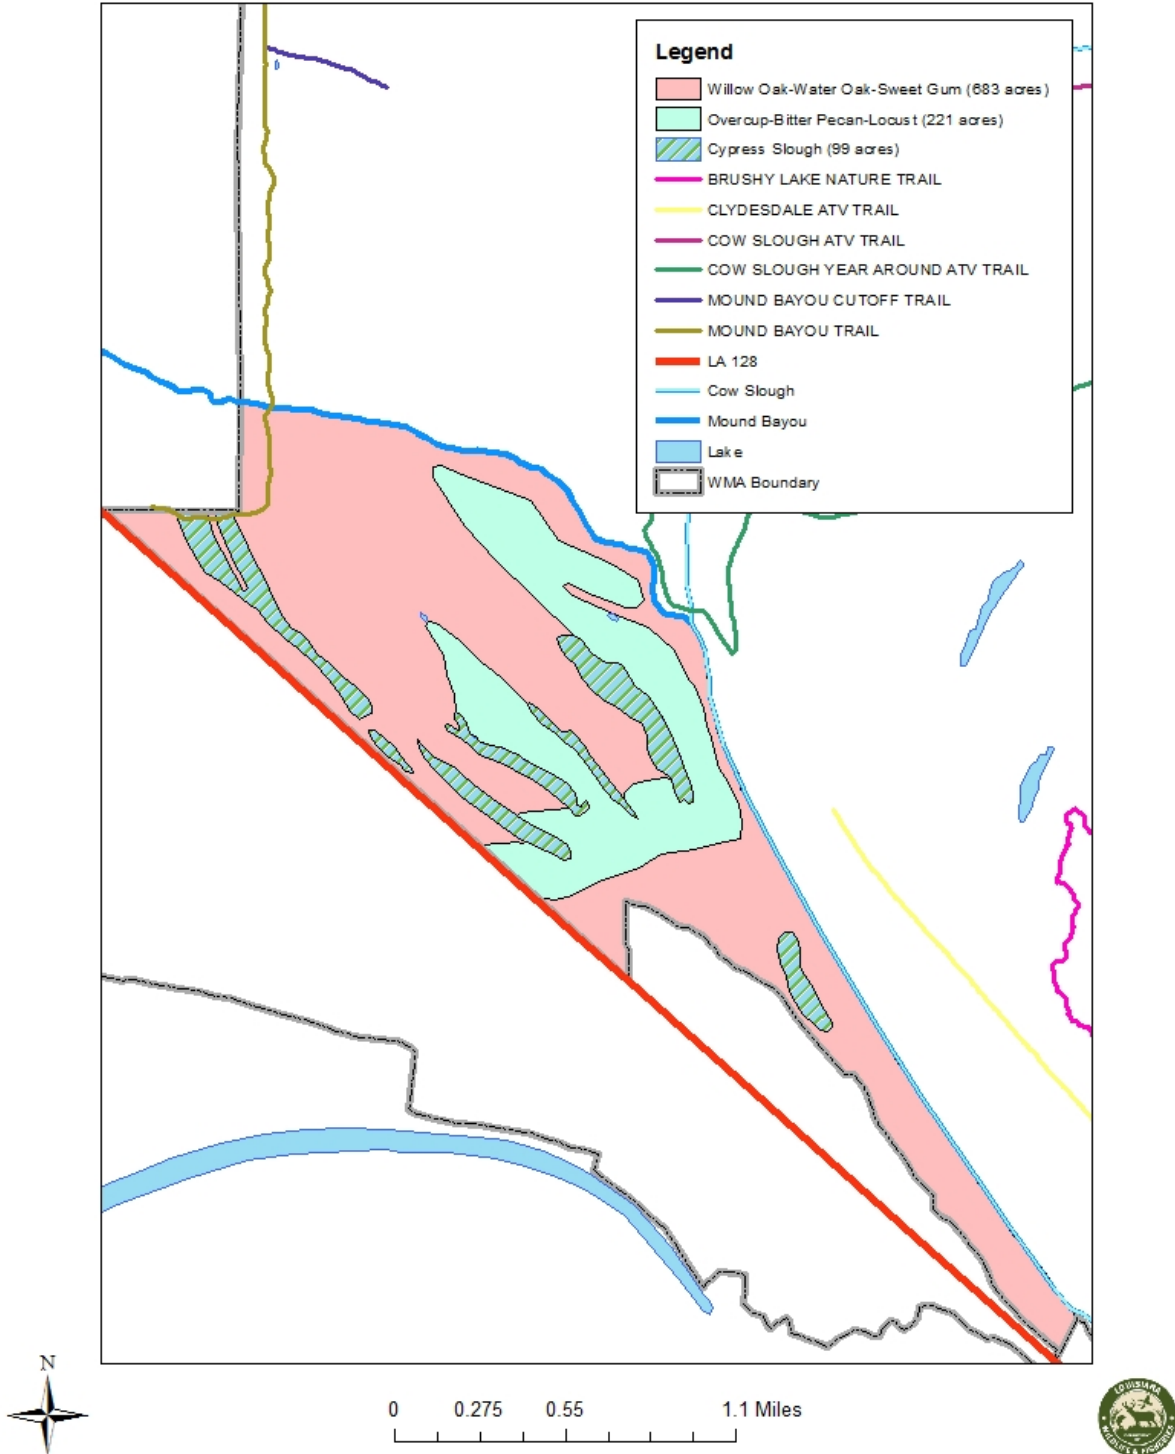 Legend
Willow Oak-Water Oak-Sweet Gum (683 acres)
Overcup-Bitter Pecan-Locust (221 acres)
Cypress Slough (99 acres)
BRUSHY LAKE NATURE TRAIL
CLYDESDALE ATV TRAIL
COW SLOUGH ATV TRAIL
COW SLOUGH YEAR AROUND ATV TRAIL
MOUND BAYOU CUTOFF TRAIL
MOUND BAYOU TRAIL
LA 128
Cow Slough
Mound Bayou
Lake
WMA Boundary
N
0 0.275 0.55 1.1 Miles
LOUISIANA
WILDLIFE & FISHERIES